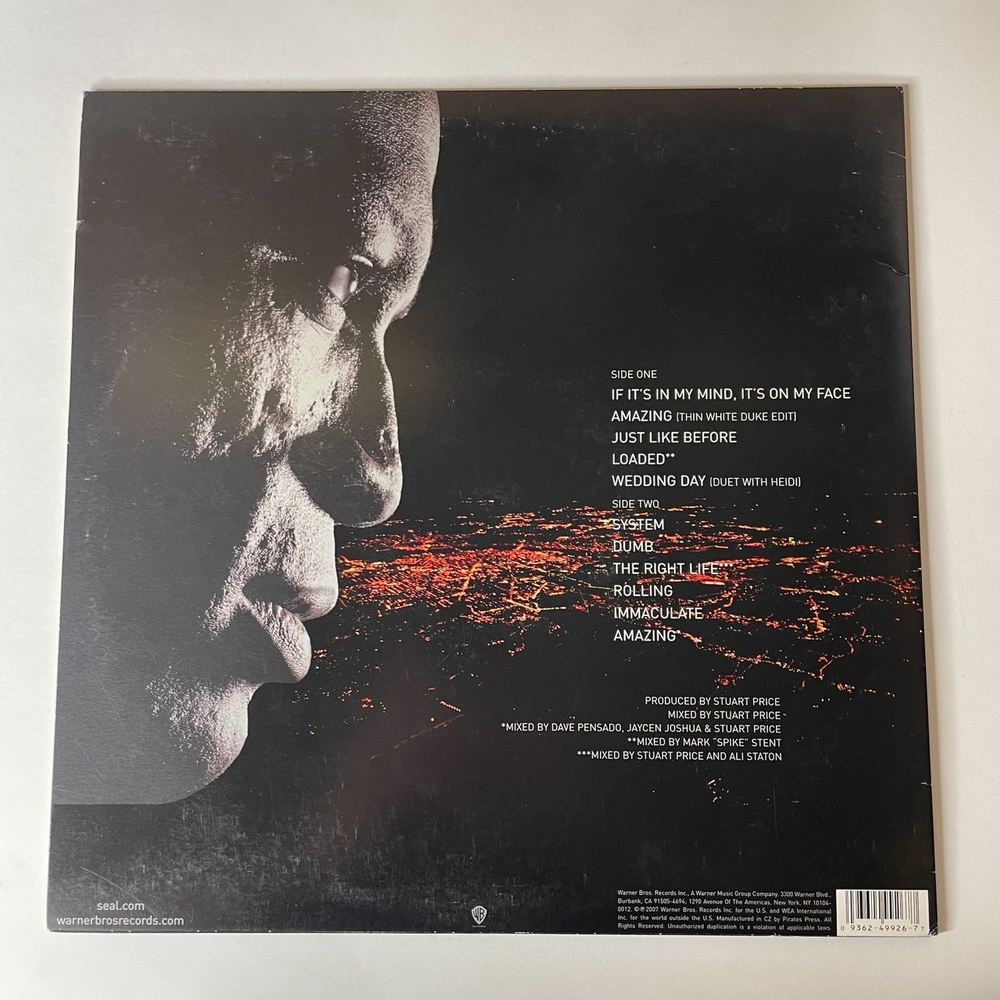 SIDE ONE
IF IT'S IN MY MIND, IT'S ON MY FACE
AMAZING (THIN WHITE DUKE EDIT)
JUST LIKE BEFORE
LOADED**
WEDDING DAY (DUET WITH HEIDI)
SIDE TWO
SYSTEM
DUMB
THE RIGHT LIFE***
ROLLING
IMMACULATE
AMAZING*
PRODUCED BY STUART PRICE
MIXED BY STUART PRICE
*MIXED BY DAVE PENSADO, JAYCEN JOSHUA & STUART PRICE
**MIXED BY MARK "SPIKE" STENT
***MIXED BY STUART PRICE AND ALI STATON
seal.com
warnerbrosrecords.com
WB
Warner Bros. Records Inc., A Warner Music Group Company. 3300 Warner Blvd.,
Burbank, CA 91505-4694; 1290 Avenue Of The Americas, New York, NY 10104-
0012. ©℗ 2007 Warner Bros. Records Inc. for the U.S. and WEA International
Inc. for the world outside the U.S. Manufactured in CZ by Pirates Press. All
Rights Reserved. Unauthorized duplication is a violation of applicable laws.
0 9362-49926-7 7